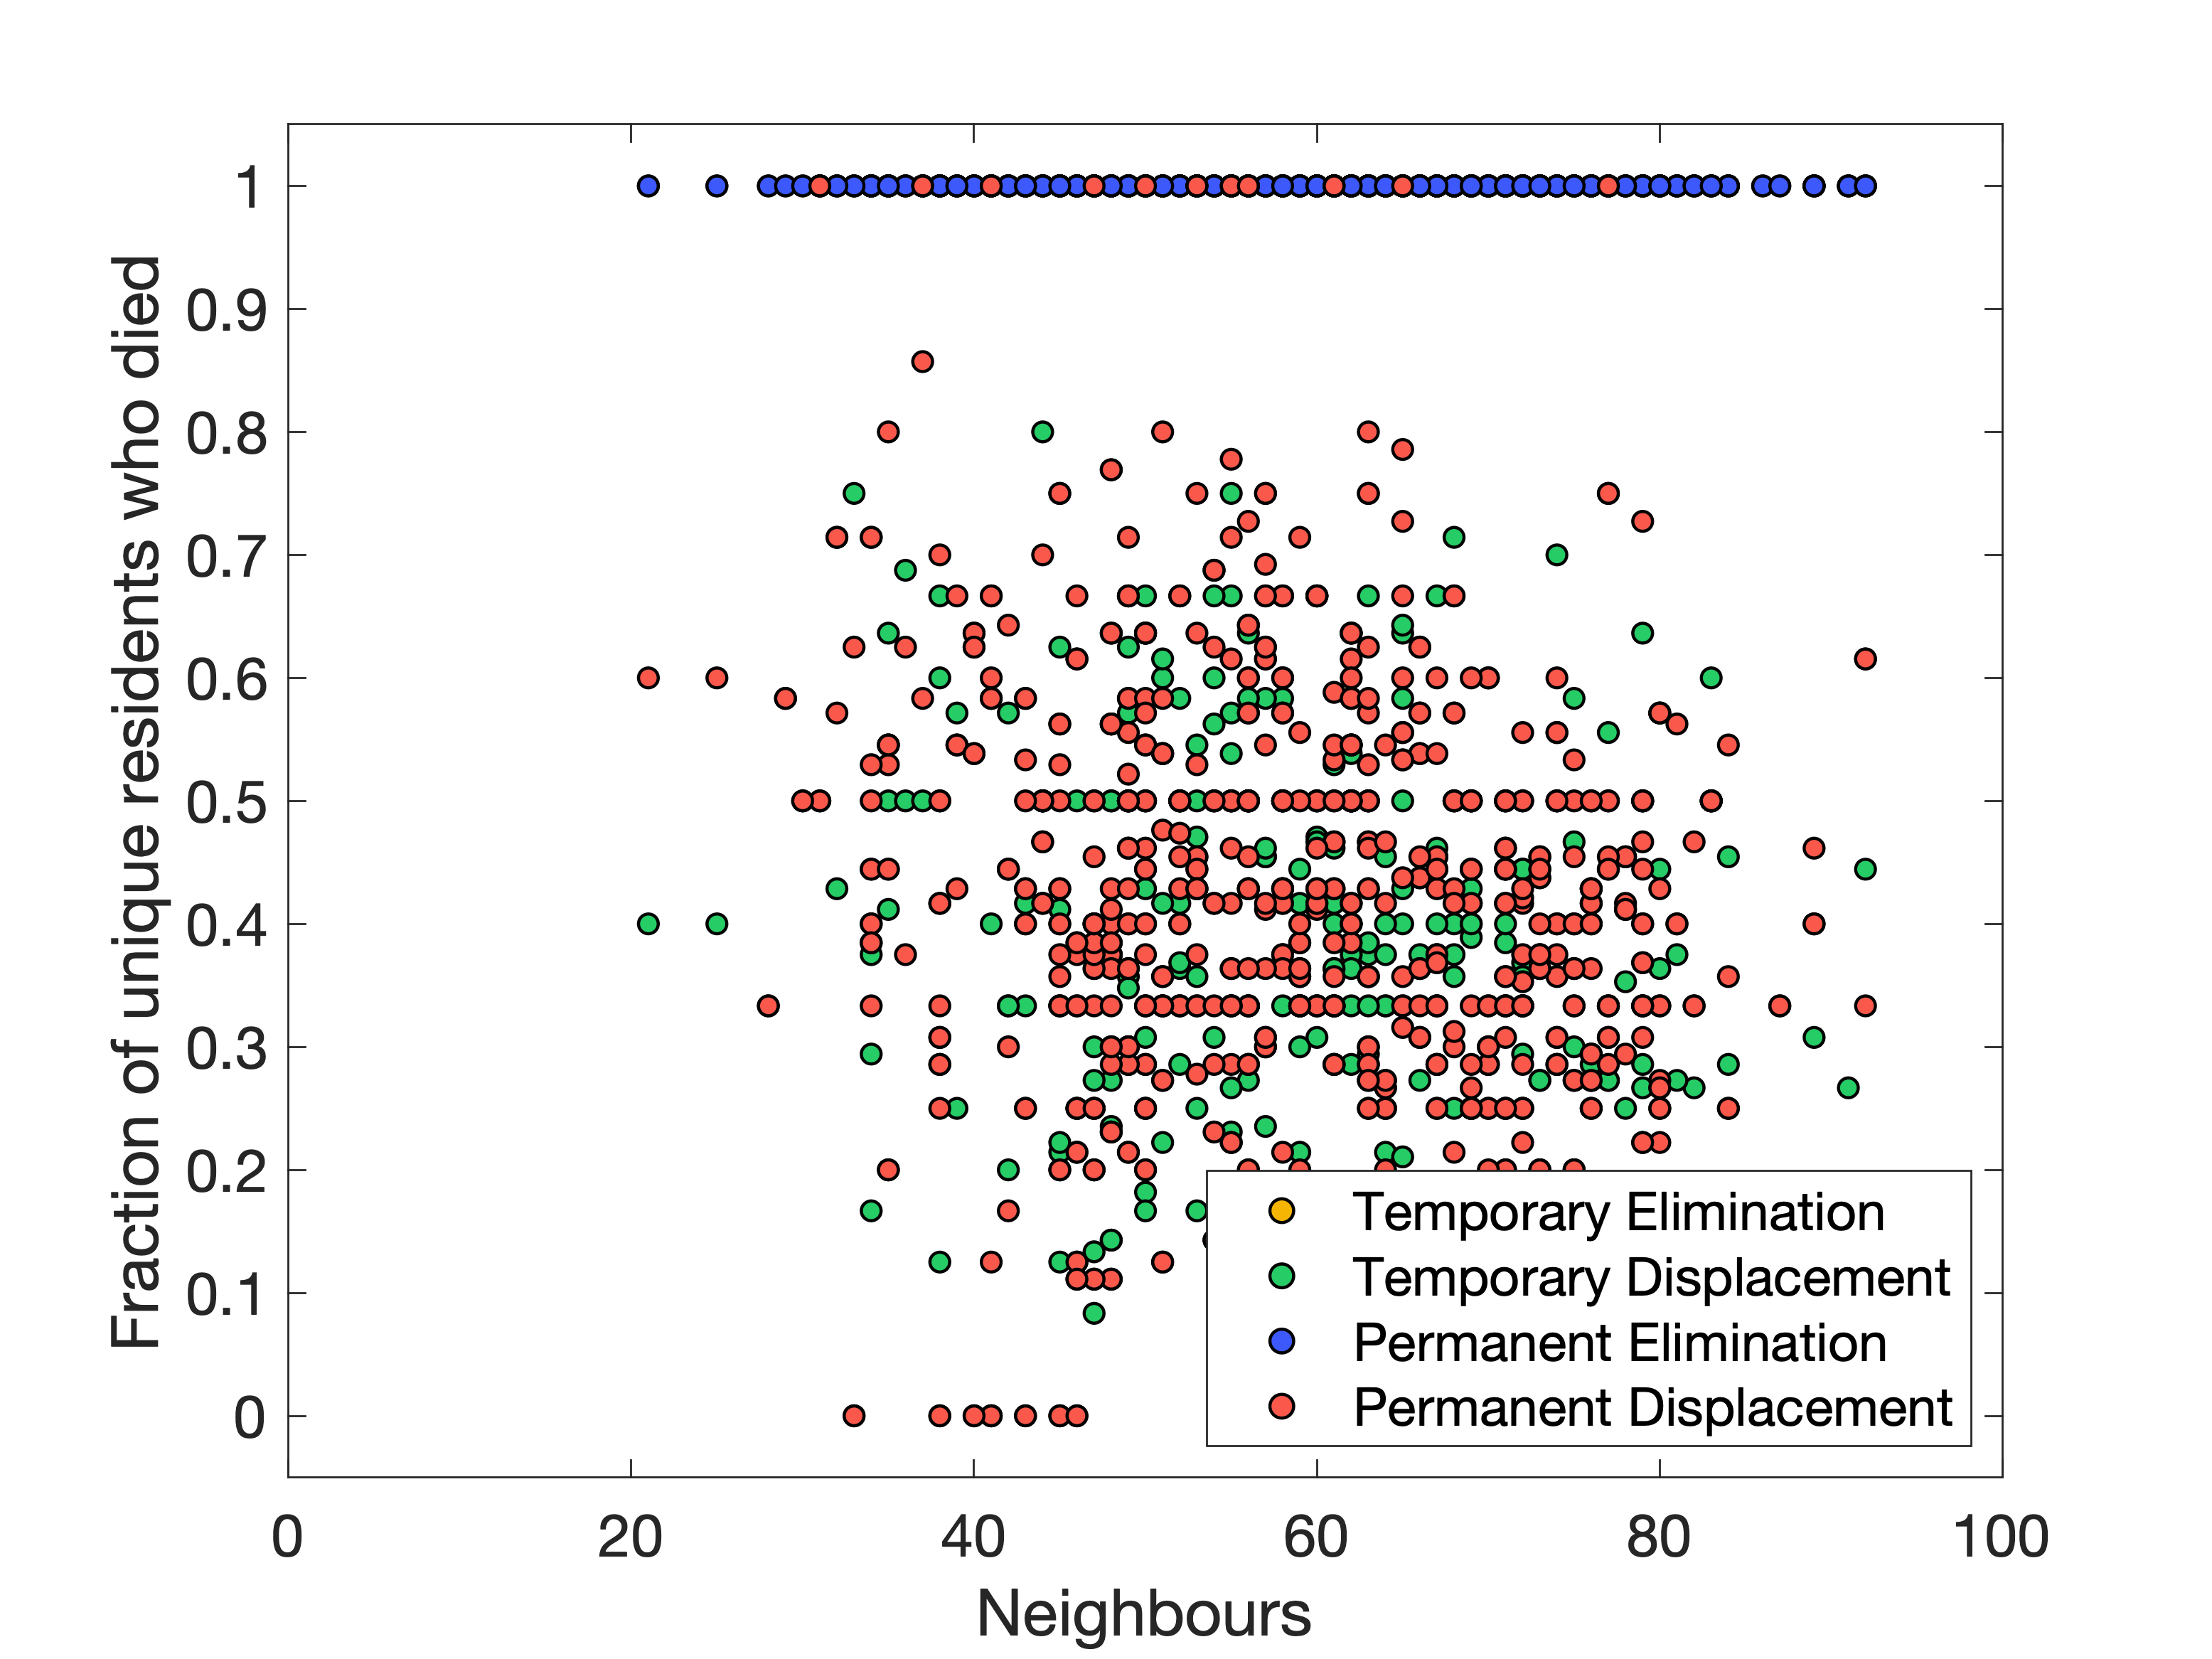 Fraction of unique residents who died
1
0.9
0.8
0.7
0.6
0.5
0.4
0.3
0.2
0.1
0
Temporary Elimination
Temporary Displacement
Permanent Elimination
Permanent Displacement
0 20 40 60 80 100
Neighbours